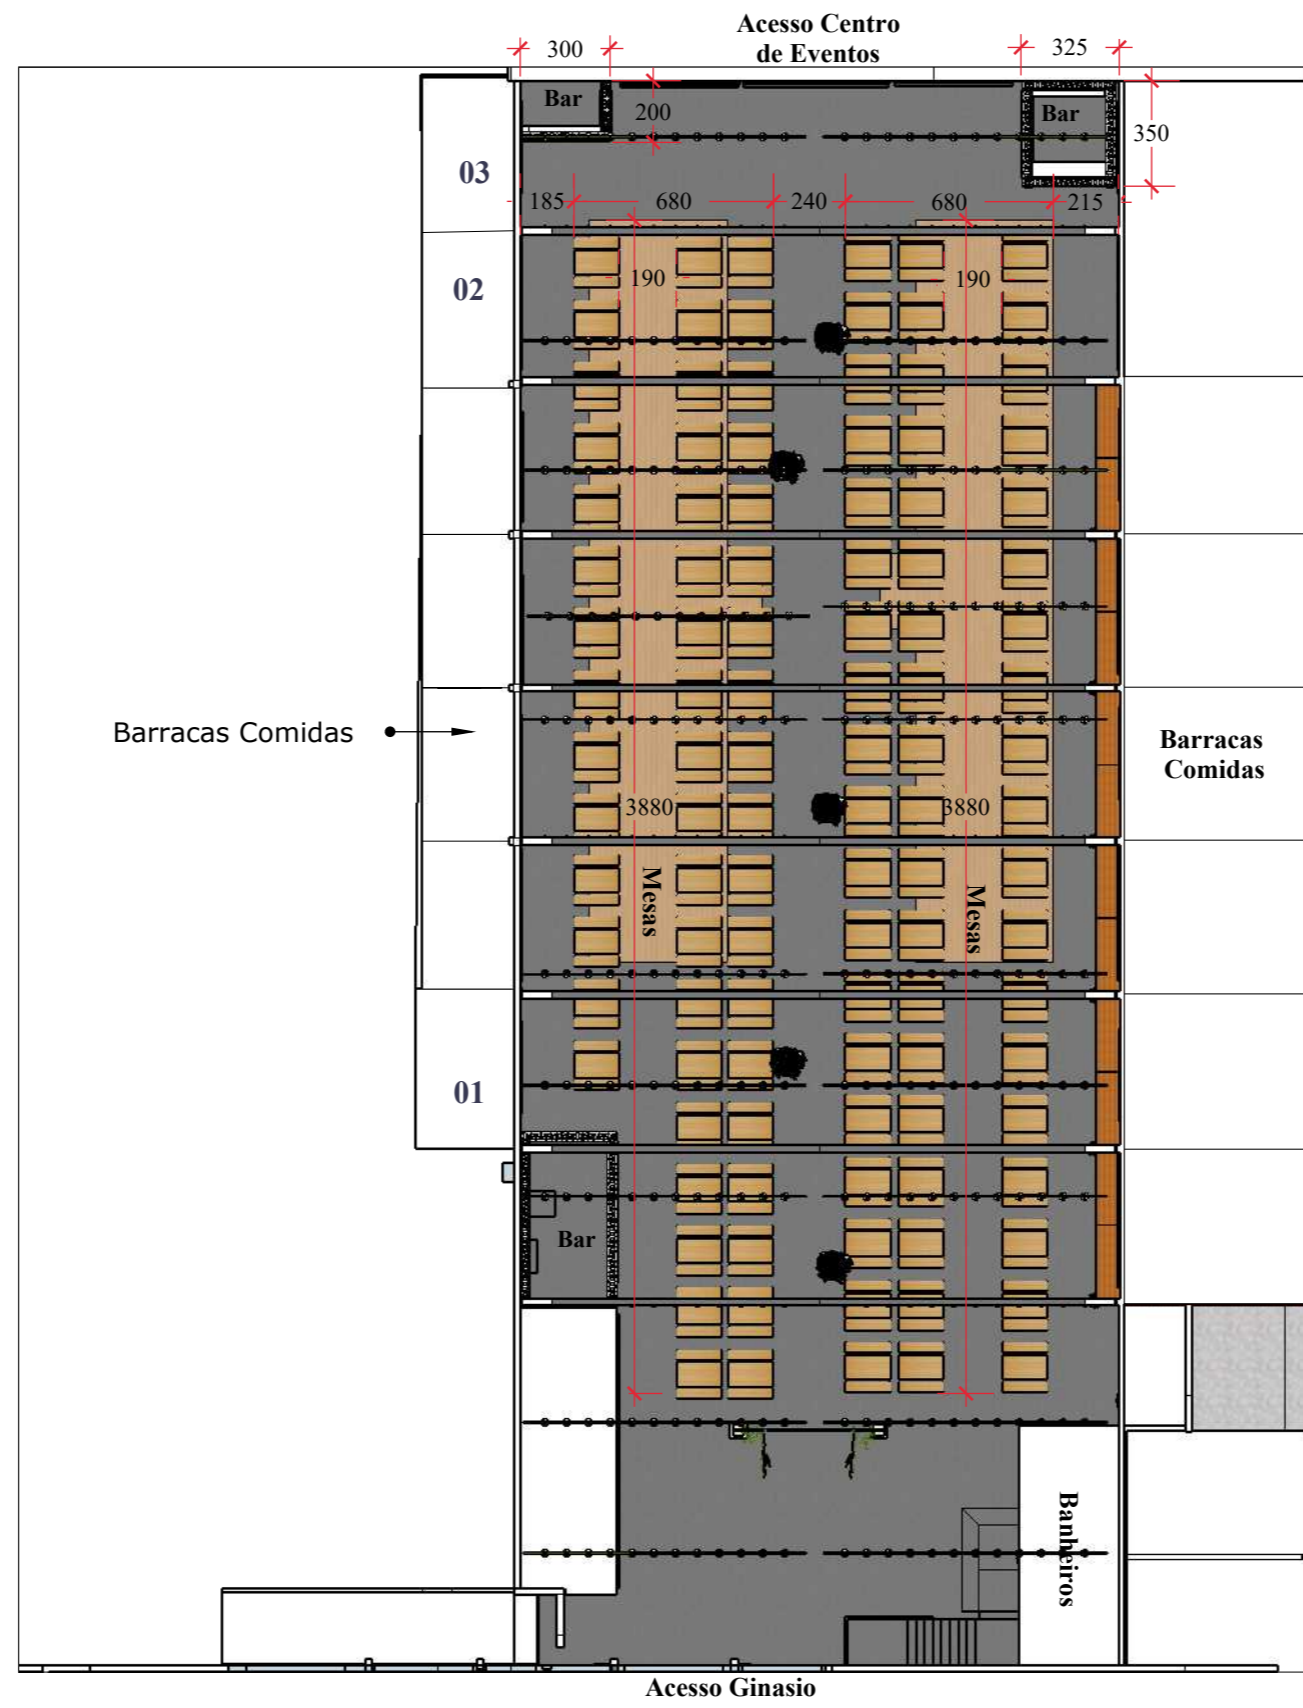 Acesso Centro
de Eventos
300
325
Bar
200
Bar
350
03
185
680
240
680
215
02
190
190
Barracas Comidas
Barracas
Comidas
3880
3880
Mesas
Mesas
01
Bar
Banheiros
Acesso Ginasio